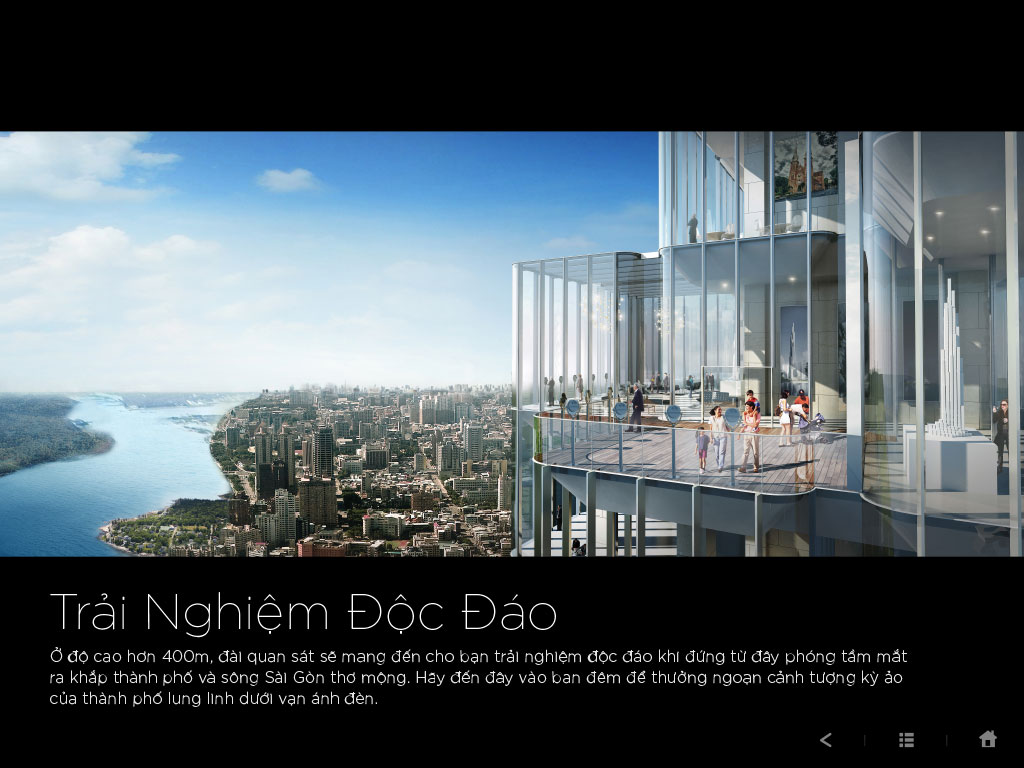 Trải Nghiệm Độc Đáo
Ở độ cao hơn 400m, đài quan sát sẽ mang đến cho bạn trải nghiệm độc đáo khi đứng từ đây phóng tầm mắt
ra khắp thành phố và sông Sài Gòn thơ mộng. Hãy đến đây vào ban đêm để thưởng ngoạn cảnh tượng kỳ ảo
của thành phố lung linh dưới vạn ánh đèn.